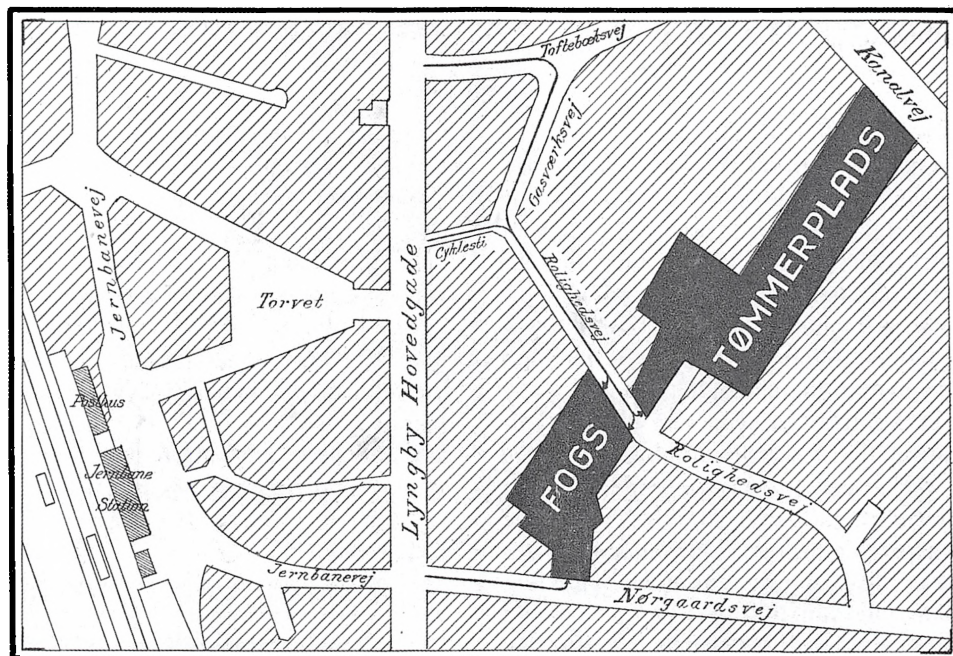 Toftebæksvej
Kanalvej
Gasværksvej
Jernbanevej
Cyklesti
Rolighedsvej
Torvet
Lyngby Hovedgade
FOGS
TØMMERPLADS
Posthus
Jernbane
Station
Rolighedsvej
Jernbanevej
Nørgaardsvej